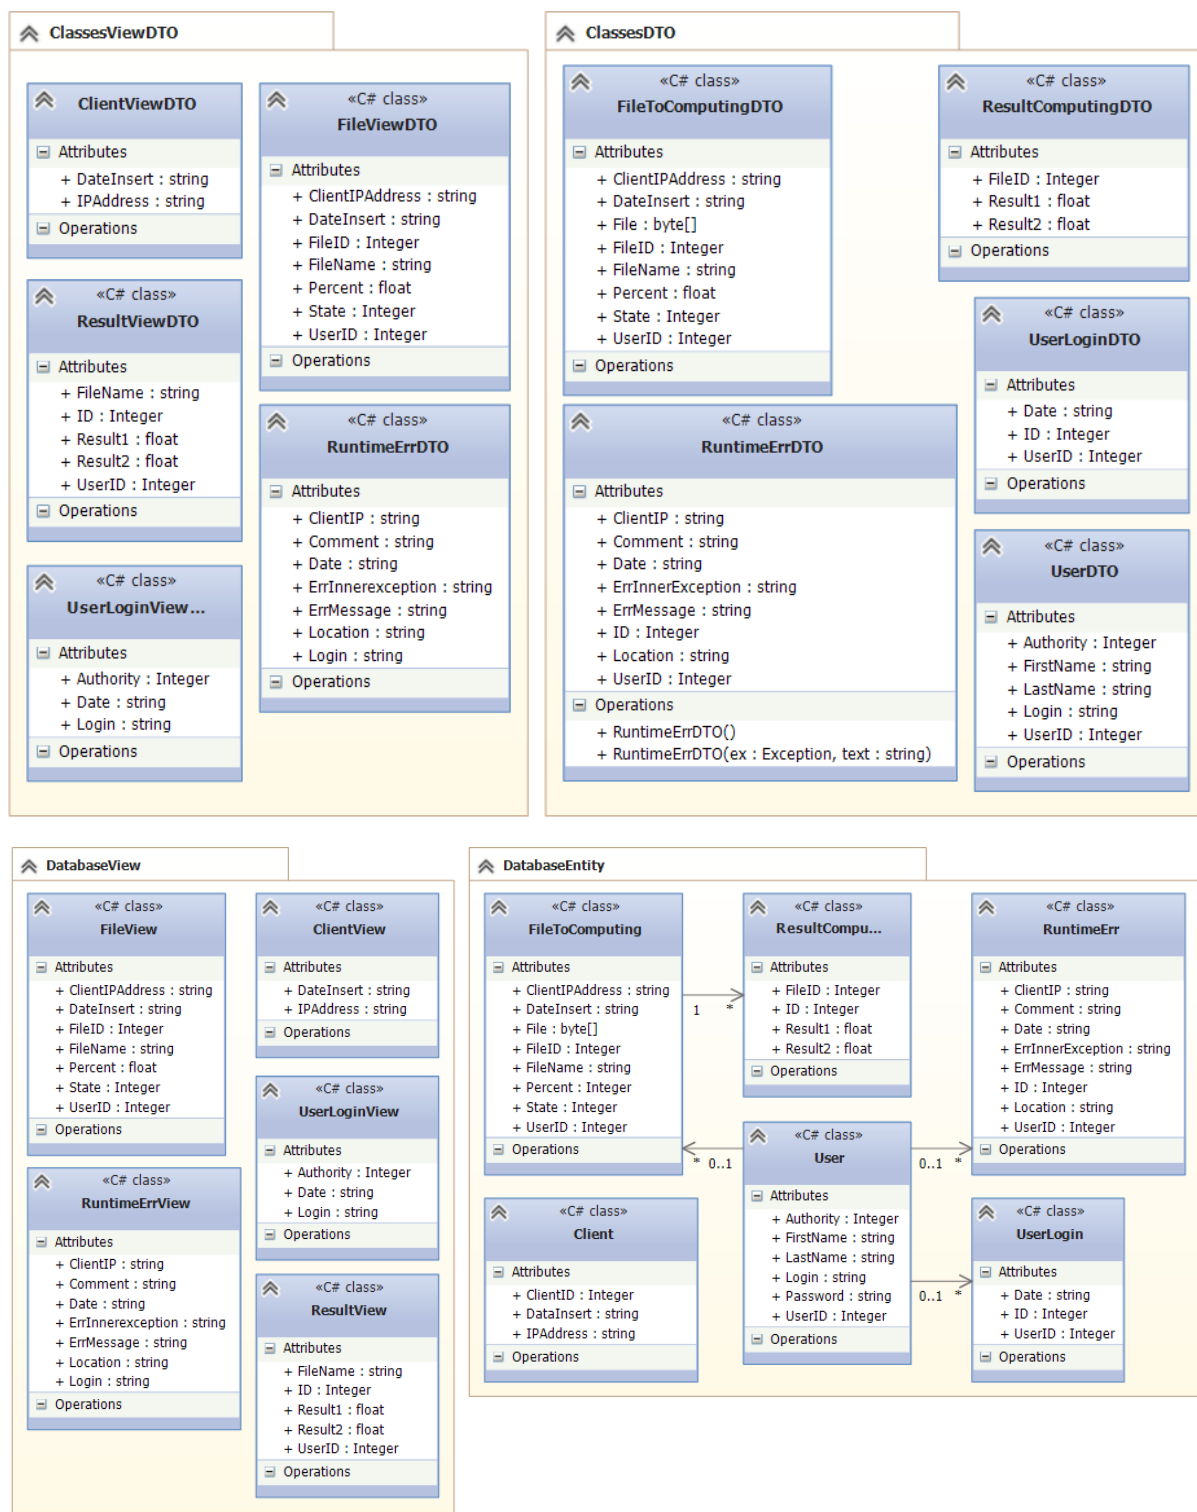 ClassesViewDTO
ClientViewDTO
Attributes
+ DateInsert : string
+ IPAddress : string
Operations
«C# class»
FileViewDTO
Attributes
+ ClientIPAddress : string
+ DateInsert : string
+ FileID : Integer
+ FileName : string
+ Percent : float
+ State : Integer
+ UserID : Integer
Operations
«C# class»
ResultViewDTO
Attributes
+ FileName : string
+ ID : Integer
+ Result1 : float
+ Result2 : float
+ UserID : Integer
Operations
«C# class»
RuntimeErrDTO
Attributes
+ ClientIP : string
+ Comment : string
+ Date : string
+ ErrInnerexception : string
+ ErrMessage : string
+ Location : string
+ Login : string
Operations
«C# class»
UserLoginView...
Attributes
+ Authority : Integer
+ Date : string
+ Login : string
Operations
ClassesDTO
«C# class»
FileToComputingDTO
Attributes
+ ClientIPAddress : string
+ DateInsert : string
+ File : byte[]
+ FileID : Integer
+ FileName : string
+ Percent : float
+ State : Integer
+ UserID : Integer
Operations
«C# class»
ResultComputingDTO
Attributes
+ FileID : Integer
+ Result1 : float
+ Result2 : float
Operations
«C# class»
UserLoginDTO
Attributes
+ Date : string
+ ID : Integer
+ UserID : Integer
Operations
«C# class»
RuntimeErrDTO
Attributes
+ ClientIP : string
+ Comment : string
+ Date : string
+ ErrInnerException : string
+ ErrMessage : string
+ ID : Integer
+ Location : string
+ UserID : Integer
Operations
+ RuntimeErrDTO()
+ RuntimeErrDTO(ex : Exception, text : string)
«C# class»
UserDTO
Attributes
+ Authority : Integer
+ FirstName : string
+ LastName : string
+ Login : string
+ UserID : Integer
Operations
DatabaseView
«C# class»
FileView
Attributes
+ ClientIPAddress : string
+ DateInsert : string
+ FileID : Integer
+ FileName : string
+ Percent : float
+ State : Integer
+ UserID : Integer
Operations
«C# class»
ClientView
Attributes
+ DateInsert : string
+ IPAddress : string
Operations
«C# class»
UserLoginView
Attributes
+ Authority : Integer
+ Date : string
+ Login : string
Operations
«C# class»
RuntimeErrView
Attributes
+ ClientIP : string
+ Comment : string
+ Date : string
+ ErrInnerexception : string
+ ErrMessage : string
+ Location : string
+ Login : string
Operations
«C# class»
ResultView
Attributes
+ FileName : string
+ ID : Integer
+ Result1 : float
+ Result2 : float
+ UserID : Integer
Operations
DatabaseEntity
«C# class»
FileToComputing
Attributes
+ ClientIPAddress : string
+ DateInsert : string
+ File : byte[]
+ FileID : Integer
+ FileName : string
+ Percent : Integer
+ State : Integer
+ UserID : Integer
Operations
1 *
«C# class»
ResultCompu...
Attributes
+ FileID : Integer
+ ID : Integer
+ Result1 : float
+ Result2 : float
Operations
«C# class»
RuntimeErr
Attributes
+ ClientIP : string
+ Comment : string
+ Date : string
+ ErrInnerException : string
+ ErrMessage : string
+ ID : Integer
+ Location : string
+ UserID : Integer
Operations
* 0..1
«C# class»
User
Attributes
+ Authority : Integer
+ FirstName : string
+ LastName : string
+ Login : string
+ Password : string
+ UserID : Integer
Operations
0..1 *
0..1 *
«C# class»
Client
Attributes
+ ClientID : Integer
+ DataInsert : string
+ IPAddress : string
Operations
«C# class»
UserLogin
Attributes
+ Date : string
+ ID : Integer
+ UserID : Integer
Operations